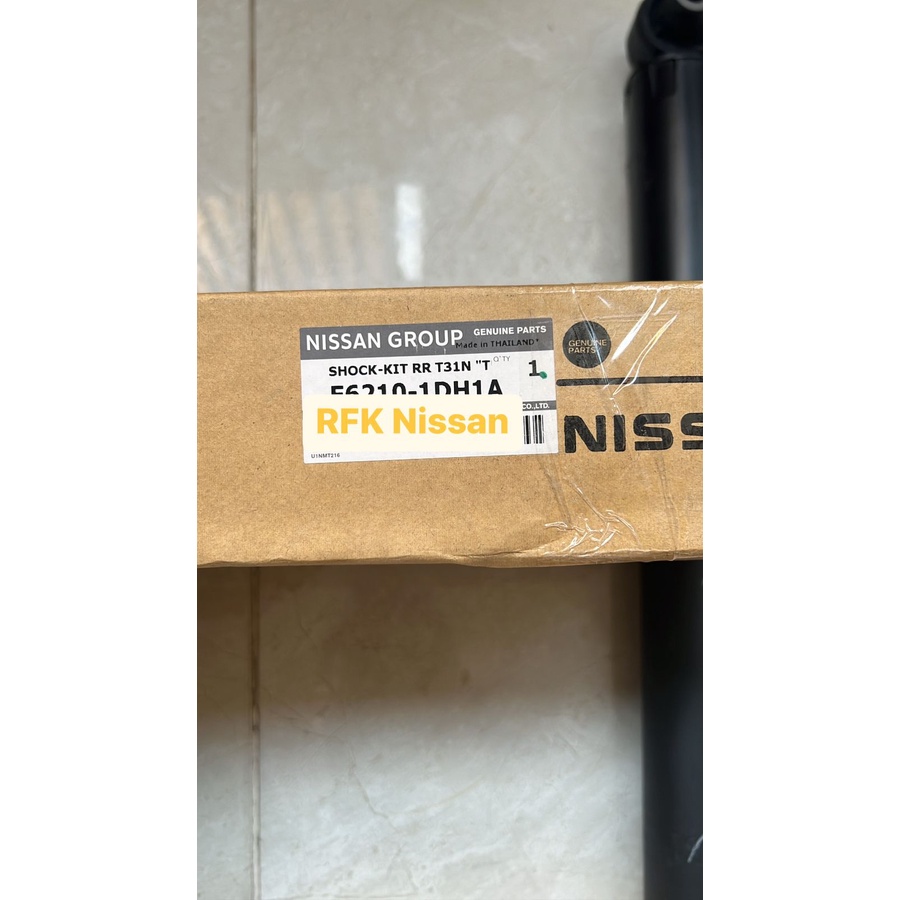 NISSAN GROUP GENUINE PARTS
Made in THAILAND*
SHOCK-KIT RR T31N "T Q'TY 1
E6210-1DH1A
CO.,LTD.
RFK Nissan
U1NMT216
GENUINE
PARTS
NISS